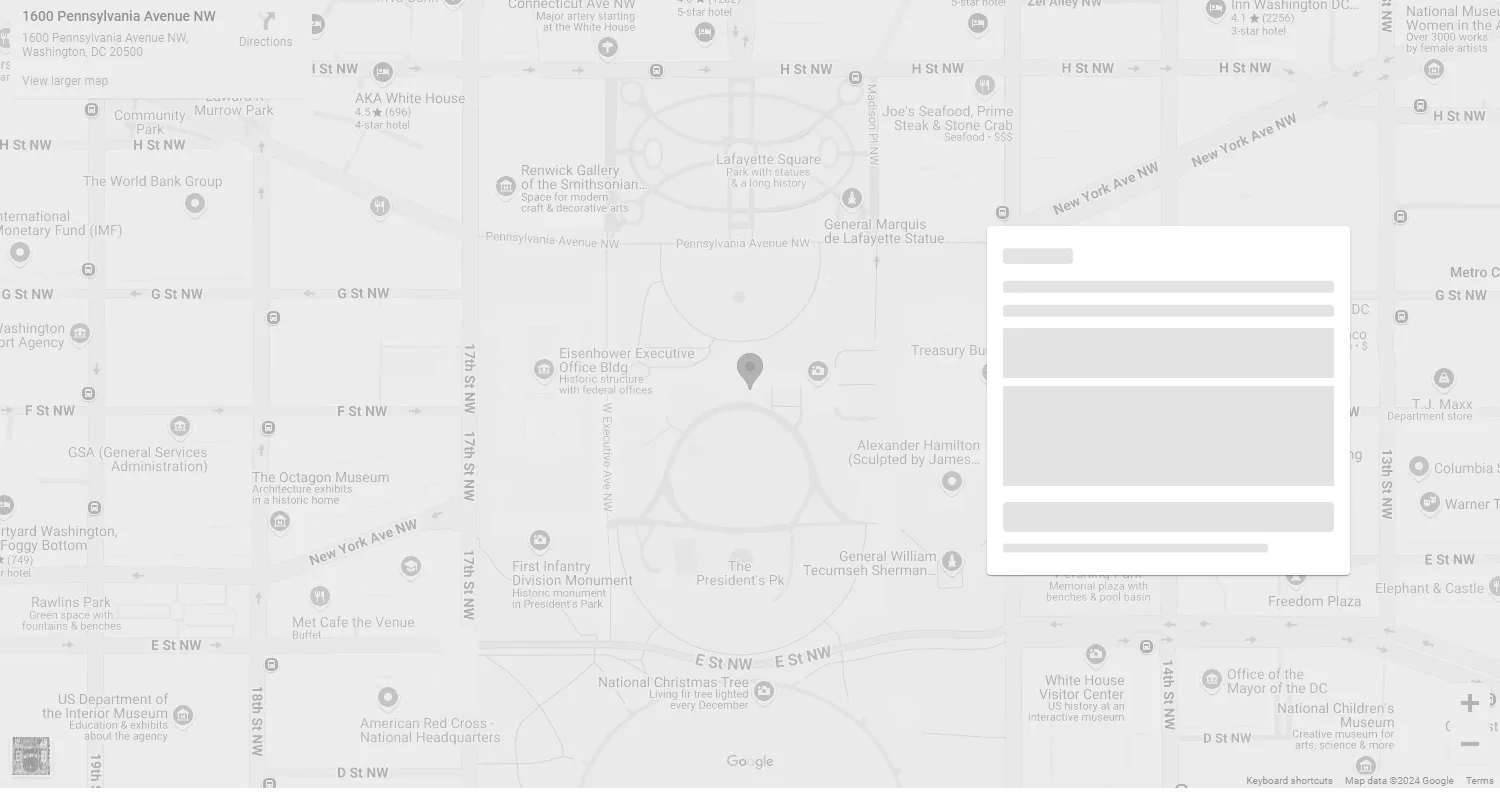 1600 Pennsylvania Avenue NW
1600 Pennsylvania Avenue NW,
Washington, DC 20500
View larger map
Directions
Connecticut Ave NW
Major artery starting
at the White House
5-star hotel
5-star hotel
Zei Alley NW
Inn Washington DC...
4.1★(2256)
3-star hotel
Women in the
Over 3000 works
by female artists
H St NW
H St NW
H St NW
H St NW
H St NW
H St NW
AKA White House
4.5★(696)
4-star hotel
Murrow Park
Community
Park
H St NW
H St NW
H St NW
Madison Pl NW
Joe's Seafood, Prime
Steak & Stone Crab
Seafood • $$$
New York Ave NW
New York Ave NW
The World Bank Group
Renwick Gallery
of the Smithsonian...
Space for modern
craft & decorative arts
Lafayette Square
Park with statues
& a long history
General Marquis
de Lafayette Statue
nternational
Monetary Fund (IMF)
Pennsylvania Avenue NW
Pennsylvania Avenue NW
Metro C
G St NW
G St NW
G St NW
G St NW
ort Agency
17th St NW
Eisenhower Executive
Office Bldg
Historic structure
with federal offices
Treasury Bu
DC
T.J. Maxx
Department store
F St NW
F St NW
W Executive Ave NW
17th St NW
GSA (General Services
Administration)
The Octagon Museum
Architecture exhibits
in a historic home
Alexander Hamilton
(Sculpted by James...
13th St NW
Columbia S
Warner T
rtyard Washington,
Foggy Bottom
(749)
New York Ave NW
17th St NW
First Infantry
Division Monument
Historic monument
in President's Park
The
President's Pk
General William
Tecumseh Sherman...
E St NW
Memorial plaza with
benches & pool basin
Freedom Plaza
Elephant & Castle
Rawlins Park
Green space with
fountains & benches
Met Cafe the Venue
Buffet
E St NW
E St NW
E St NW
National Christmas Tree
Living fir tree lighted
every December
White House
Visitor Center
US history at an
interactive museum
14th St NW
Office of the
Mayor of the DC
National Children's
Museum
Creative museum for
arts, science & more
US Department of
the Interior Museum
Education & exhibits
about the agency
18th St NW
American Red Cross -
National Headquarters
D St NW
19th
D St NW
Google
Keyboard shortcuts
Map data ©2024 Google
Terms